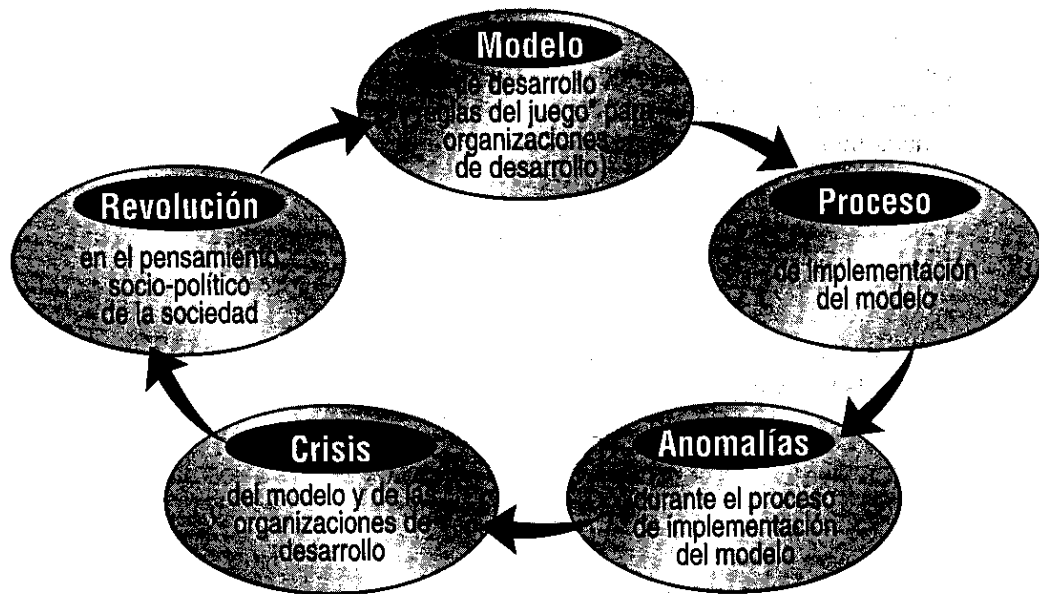 Modelo
de desarrollo
"reglas del juego" para
organizaciones
de desarrollo)
Proceso
de implementación
del modelo
Anomalías
durante el proceso
de implementación
del modelo
Crisis
del modelo y de la
organizaciones de
desarrollo
Revolución
en el pensamiento
socio-político
de la sociedad